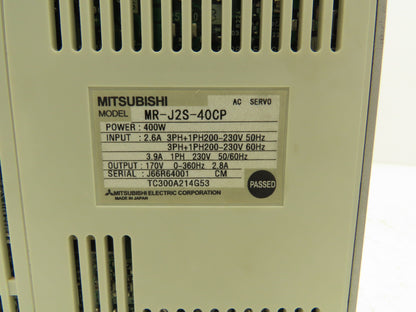 MITSUBISHI AC SERVO
MODEL MR-J2S-40CP
POWER : 400W
INPUT : 2.6A 3PH+1PH200-230V 50Hz
3PH+1PH200-230V 60Hz
3.9A 1PH 230V 50/60Hz
OUTPUT : 170V 0-360Hz 2.8A
SERIAL : J66R64001 CM
TC300A214G53
PASSED
MITSUBISHI ELECTRIC CORPORATION
MADE IN JAPAN